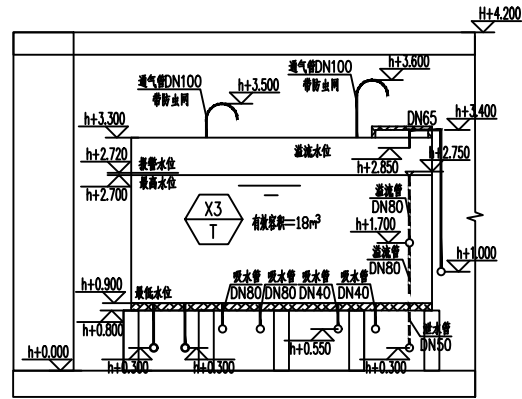 H+4.200
通气管DN100
带防虫网
h+3.500
通气管DN100
带防虫网
h+3.600
h+3.300
DN65
h+3.400
h+2.720
报警水位
溢流水位
h+2.850
h+2.750
最高水位
h+2.700
溢流管
DN80
X3
T
有效容积=18m³
h+1.700
溢流管
DN80
h+1.000
h+0.900
最低水位
吸水管
DN80
吸水管
DN80
吸水管
DN40
吸水管
DN40
h+0.800
h+0.000
h+0.300
h+0.300
h+0.550
h+0.300
泄水管
DN50